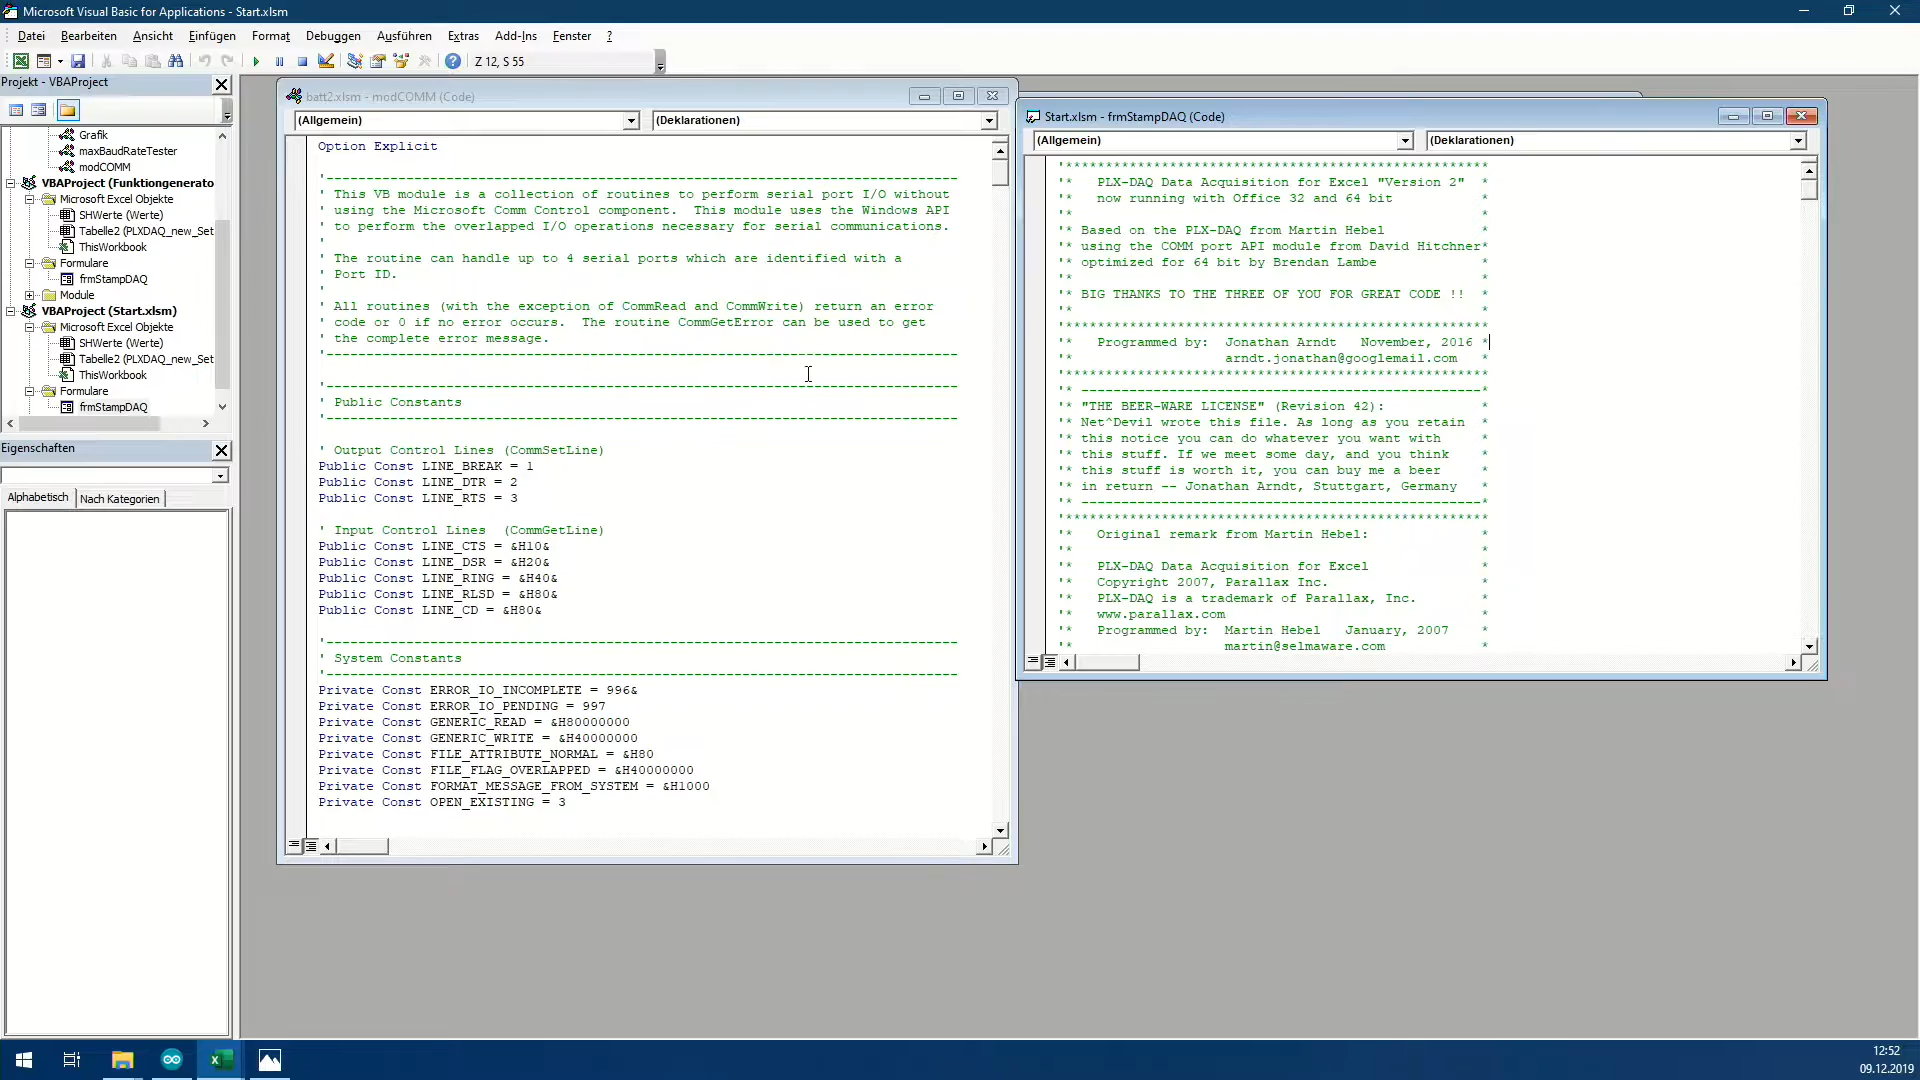 Microsoft Visual Basic for Applications - Start.xlsm
Datei Bearbeiten Ansicht Einfügen Format Debuggen Ausführen Extras Add-Ins Fenster ?
Z 12, S 55
Projekt - VBAProject
Grafik
maxBaudRateTester
modCOMM
VBAProject (Funktiongenerato
Microsoft Excel Objekte
SHWerte (Werte)
Tabelle2 (PLXDAQ_new_Set
ThisWorkbook
Formulare
frmStampDAQ
Module
VBAProject (Start.xlsm)
Microsoft Excel Objekte
SHWerte (Werte)
Tabelle2 (PLXDAQ_new_Set
ThisWorkbook
Formulare
frmStampDAQ
Eigenschaften
Alphabetisch Nach Kategorien
batt2.xlsm - modCOMM (Code)
(Allgemein) (Deklarationen)
Option Explicit
'-------------------------------------------------------------------------------
' This VB module is a collection of routines to perform serial port I/O without
' using the Microsoft Comm Control component.  This module uses the Windows API
' to perform the overlapped I/O operations necessary for serial communications.
'
' The routine can handle up to 4 serial ports which are identified with a
' Port ID.
'
' All routines (with the exception of CommRead and CommWrite) return an error
' code or 0 if no error occurs.  The routine CommGetError can be used to get
' the complete error message.
'-------------------------------------------------------------------------------
'-------------------------------------------------------------------------------
' Public Constants
'-------------------------------------------------------------------------------
' Output Control Lines (CommSetLine)
Public Const LINE_BREAK = 1
Public Const LINE_DTR = 2
Public Const LINE_RTS = 3
' Input Control Lines  (CommGetLine)
Public Const LINE_CTS = &H10&
Public Const LINE_DSR = &H20&
Public Const LINE_RING = &H40&
Public Const LINE_RLSD = &H80&
Public Const LINE_CD = &H80&
'-------------------------------------------------------------------------------
' System Constants
'-------------------------------------------------------------------------------
Private Const ERROR_IO_INCOMPLETE = 996&
Private Const ERROR_IO_PENDING = 997
Private Const GENERIC_READ = &H80000000
Private Const GENERIC_WRITE = &H40000000
Private Const FILE_ATTRIBUTE_NORMAL = &H80
Private Const FILE_FLAG_OVERLAPPED = &H40000000
Private Const FORMAT_MESSAGE_FROM_SYSTEM = &H1000
Private Const OPEN_EXISTING = 3
Start.xlsm - frmStampDAQ (Code)
(Allgemein) (Deklarationen)
'*****************************************************
'*   PLX-DAQ Data Acquisition for Excel "Version 2"  *
'*   now running with Office 32 and 64 bit           *
'*                                                   *
'* Based on the PLX-DAQ from Martin Hebel            *
'* using the COMM port API module from David Hitchner*
'* optimized for 64 bit by Brendan Lambe             *
'*                                                   *
'* BIG THANKS TO THE THREE OF YOU FOR GREAT CODE !!  *
'*                                                   *
'*****************************************************
'*   Programmed by:  Jonathan Arndt   November, 2016 *
'*                   arndt.jonathan@googlemail.com   *
'*****************************************************
'* --------------------------------------------------*
'* "THE BEER-WARE LICENSE" (Revision 42):            *
'* Net^Devil wrote this file. As long as you retain  *
'* this notice you can do whatever you want with     *
'* this stuff. If we meet some day, and you think    *
'* this stuff is worth it, you can buy me a beer     *
'* in return -- Jonathan Arndt, Stuttgart, Germany   *
'* --------------------------------------------------*
'*****************************************************
'*   Original remark from Martin Hebel:              *
'*                                                   *
'*   PLX-DAQ Data Acquisition for Excel              *
'*   Copyright 2007, Parallax Inc.                   *
'*   PLX-DAQ is a trademark of Parallax, Inc.        *
'*   www.parallax.com                                *
'*   Programmed by:  Martin Hebel   January, 2007    *
'*                   martin@selmaware.com            *
12:52
09.12.2019